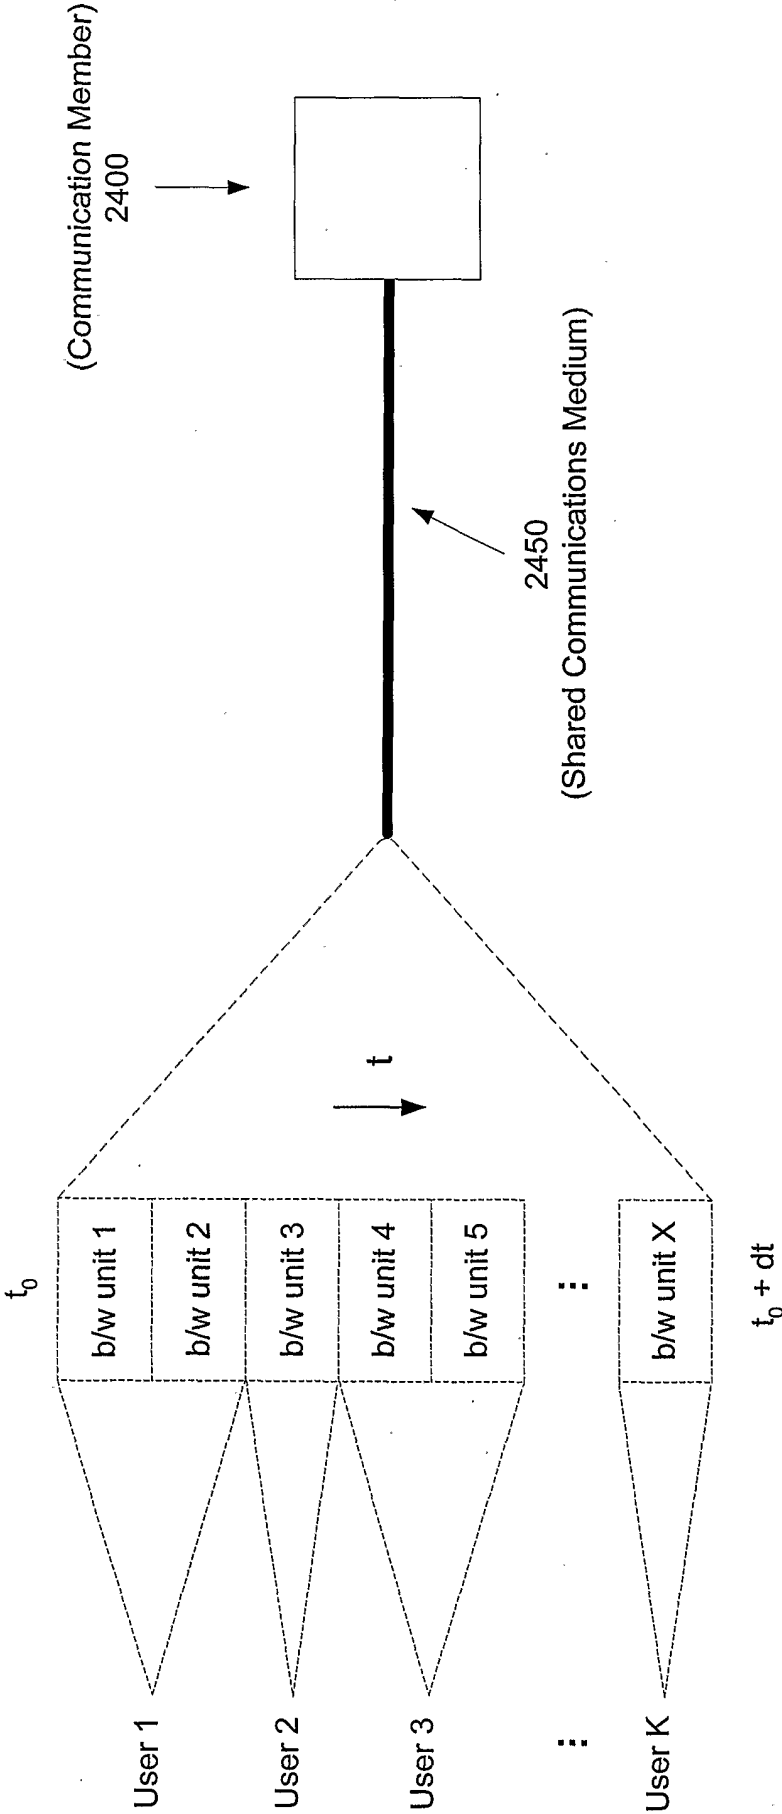 (Communication Member)
2400
2450
(Shared Communications Medium)
t
t0
b/w unit 1
b/w unit 2
b/w unit 3
b/w unit 4
b/w unit 5
...
b/w unit X
t0 + dt
User 1
User 2
User 3
...
User K